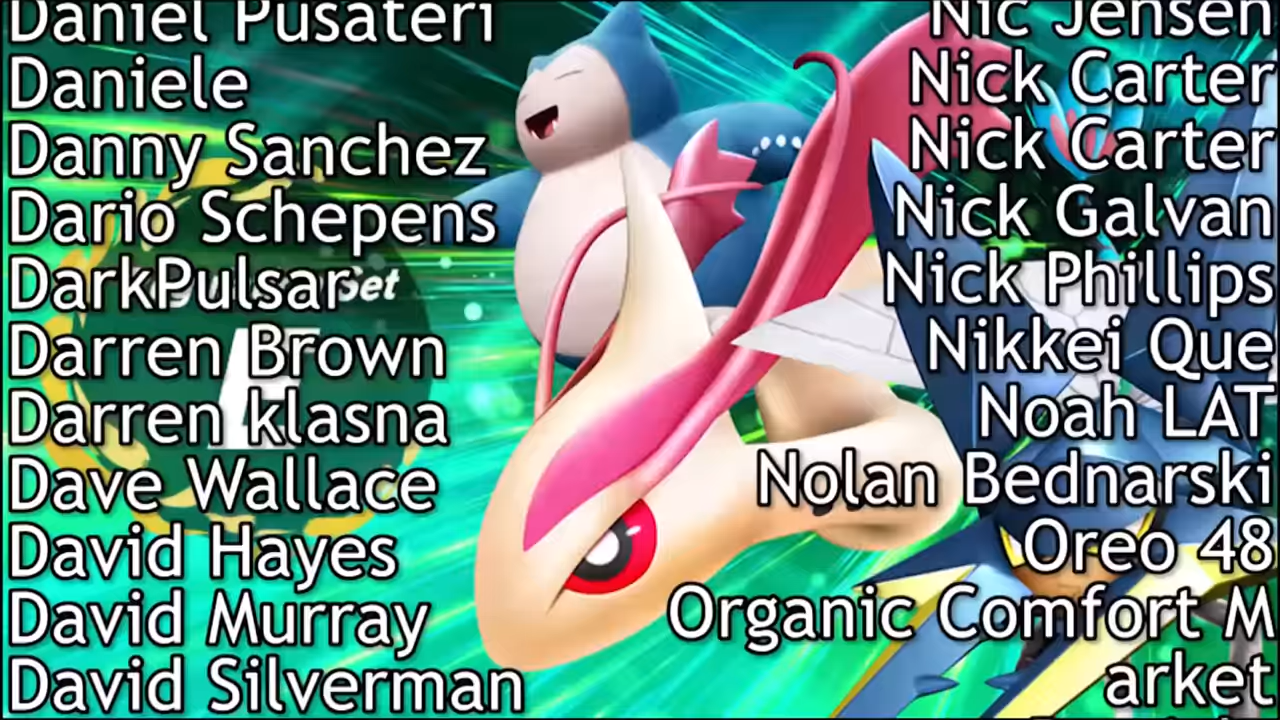 Daniel Pusateri
Daniele
Danny Sanchez
Dario Schepens
DarkPulsar
Darren Brown
Darren klasna
Dave Wallace
David Hayes
David Murray
David Silverman
Nic Jensen
Nick Carter
Nick Carter
Nick Galvan
Nick Phillips
Nikkei Que
Noah LAT
Nolan Bednarski
Oreo 48
Organic Comfort M
arket